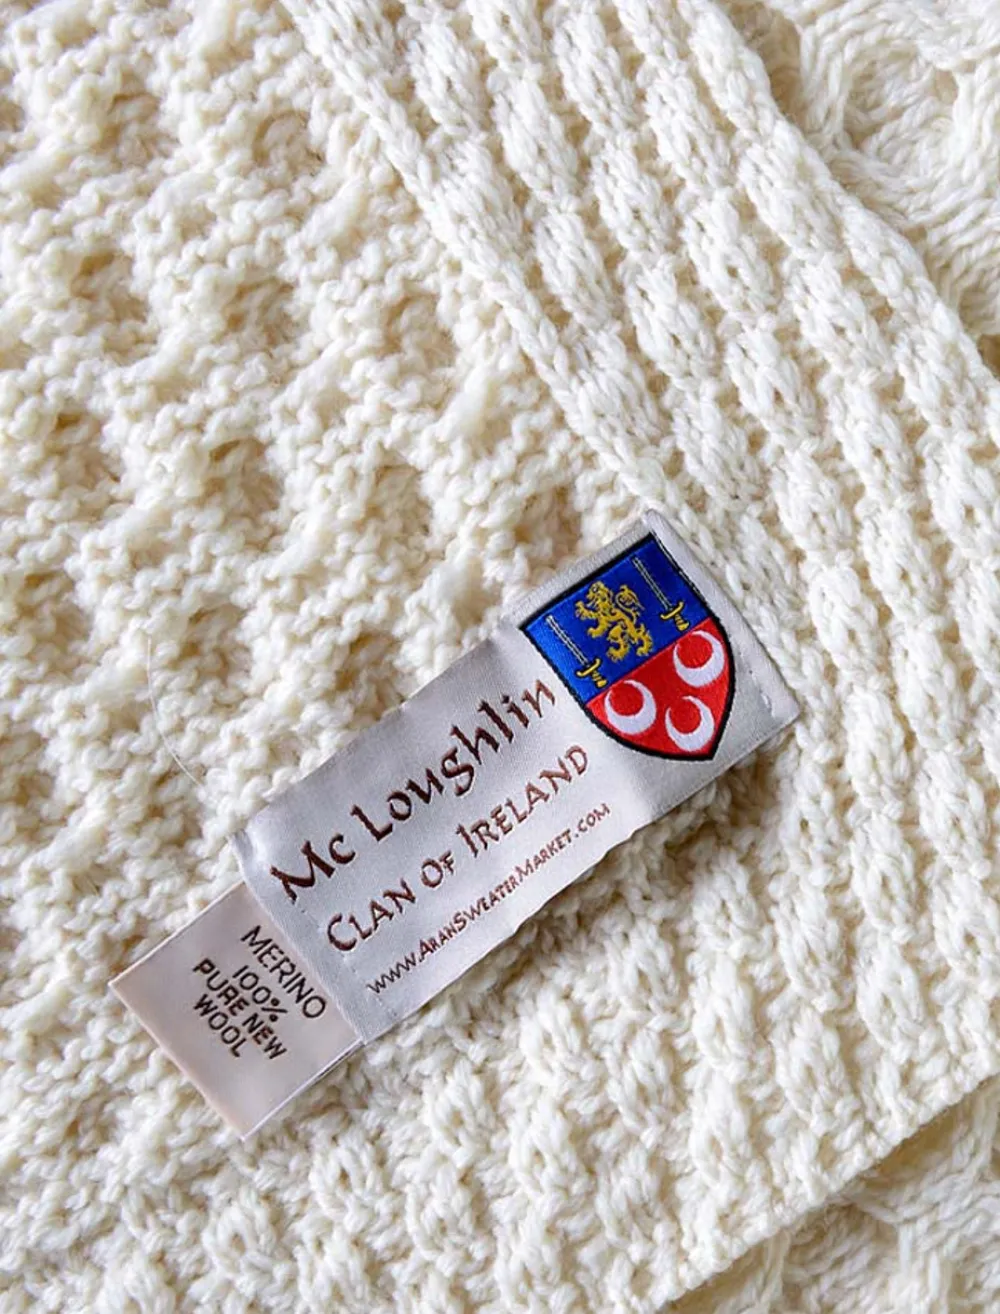 Mc Loughlin
Clan Of Ireland
www.AranSweaterMarket.com
MERINO
100%
PURE NEW
WOOL